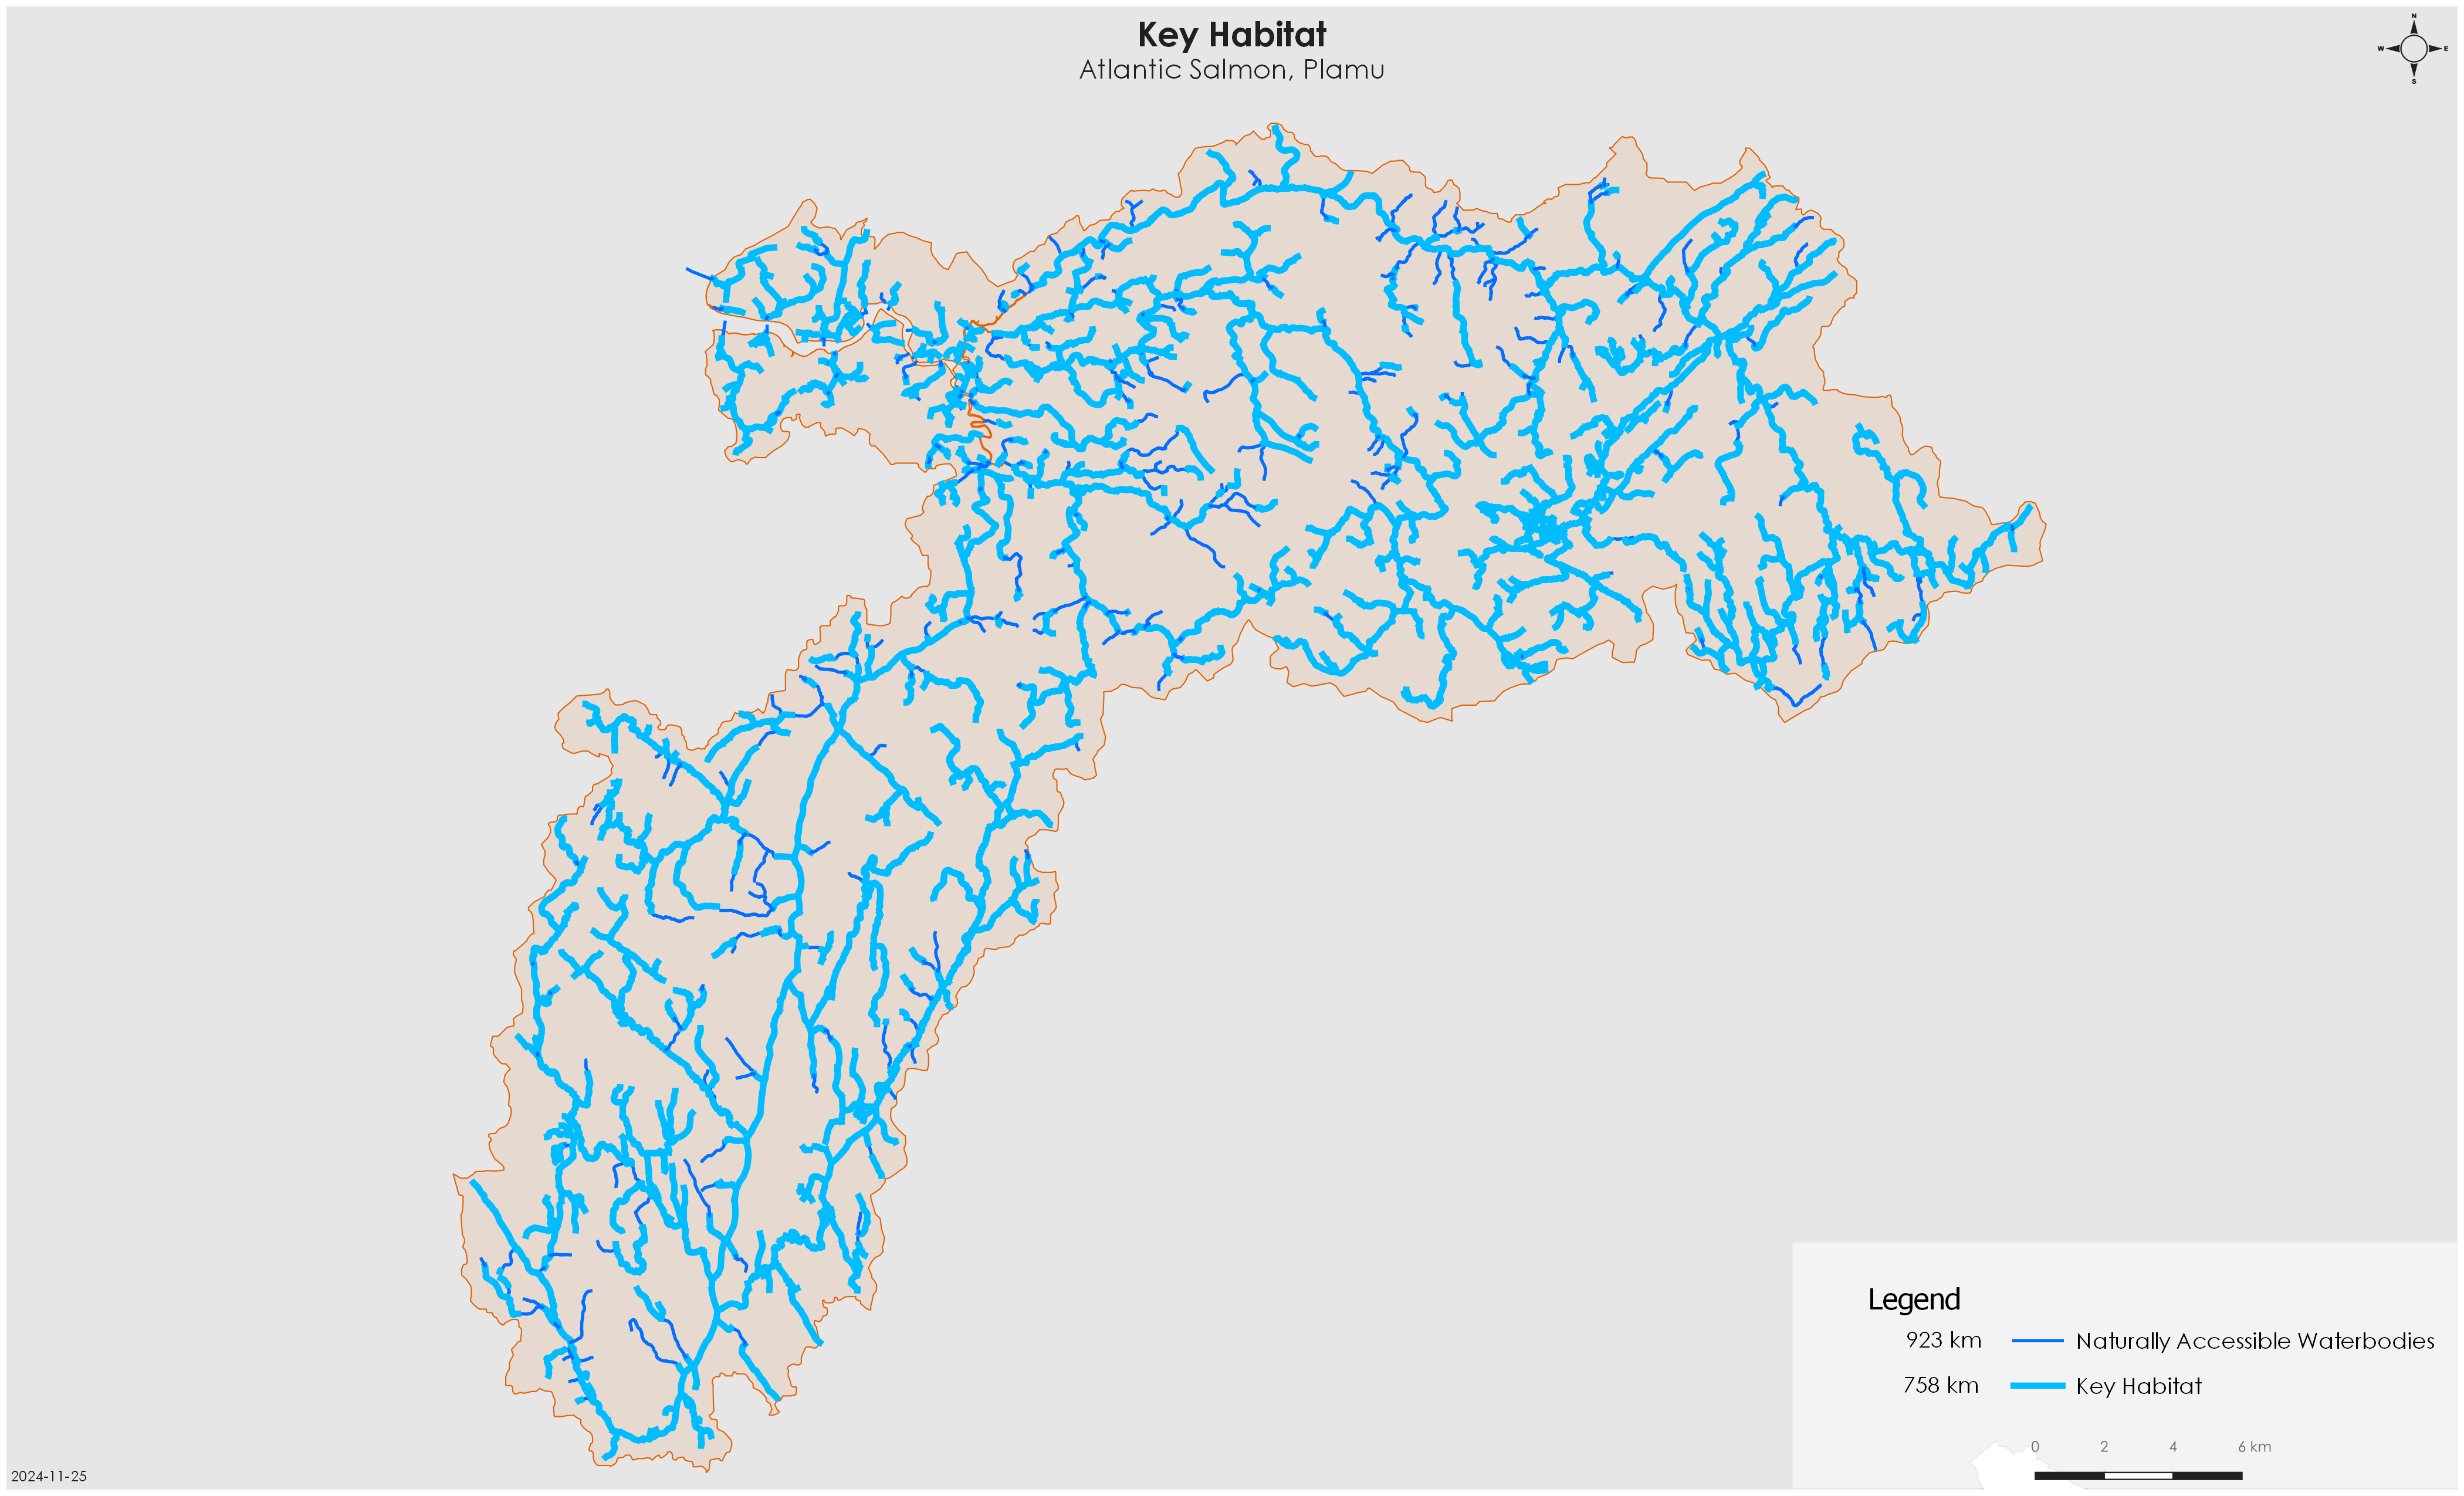 Key Habitat
Atlantic Salmon, Plamu
N
W E
S
Legend
923 km Naturally Accessible Waterbodies
758 km Key Habitat
0 2 4 6 km
2024-11-25